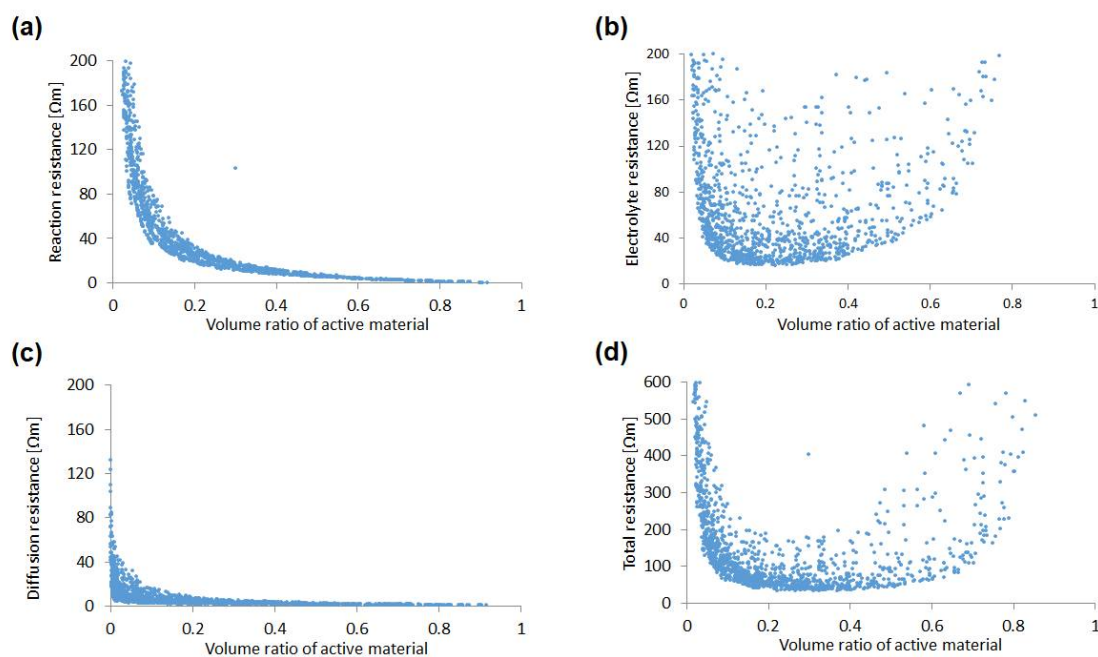 (a)
Reaction resistance [Ωm]
200
160
120
80
40
0
0 0.2 0.4 0.6 0.8 1
Volume ratio of active material
(b)
Electrolyte resistance [Ωm]
200
160
120
80
40
0
0 0.2 0.4 0.6 0.8 1
Volume ratio of active material
(c)
Diffusion resistance [Ωm]
200
160
120
80
40
0
0 0.2 0.4 0.6 0.8 1
Volume ratio of active material
(d)
Total resistance [Ωm]
600
500
400
300
200
100
0
0 0.2 0.4 0.6 0.8 1
Volume ratio of active material